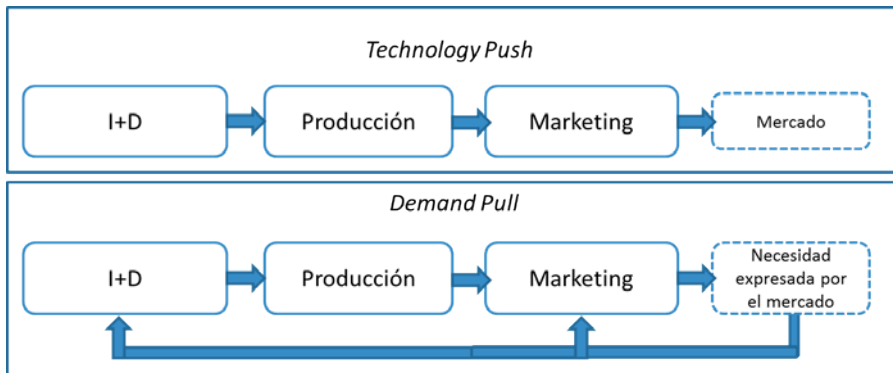 Technology Push
I+D
Producción
Marketing
Mercado
Demand Pull
I+D
Producción
Marketing
Necesidad
expresada por
el mercado